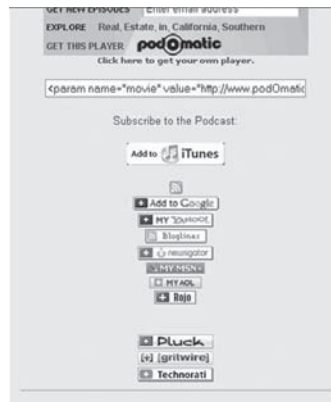 GET NEW EPISODES Enter email address
EXPLORE Real, Estate, in, California, Southern
GET THIS PLAYER podOmatic
Click here to get your own player.
<param name="movie" value="http://www.podOmatic
Subscribe to the Podcast:
Add to iTunes
Add to Google
MY YAHOO!
Bloglines
newsgator
MY MSN
MY AOL
Rojo
Pluck
[+] [gritwire]
Technorati